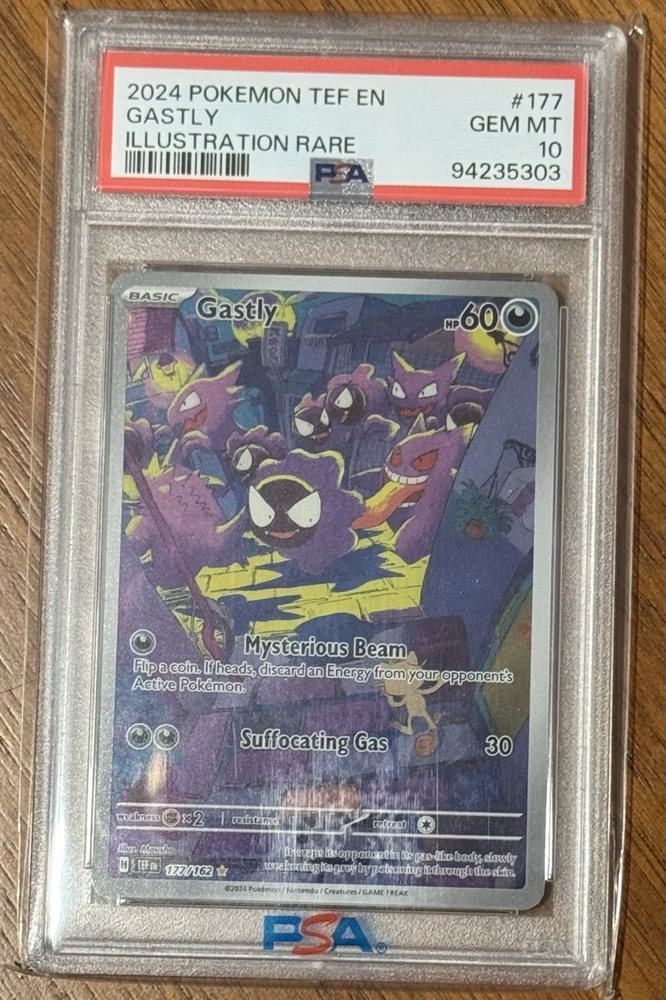 2024 POKEMON TEF EN #177
GASTLY GEM MT
ILLUSTRATION RARE 10
PSA 94235303
BASIC Gastly HP 60
Mysterious Beam
Flip a coin. If heads, discard an Energy from your opponent's
Active Pokémon.
Suffocating Gas 30
weakness ×2 resistance retreat
Illus. Mousho
H TEF EN 177/162
It wraps its opponent in its gas-like body, slowly
weakening its prey by poisoning it through the skin.
©2024 Pokémon / Nintendo / Creatures / GAME FREAK
PSA®